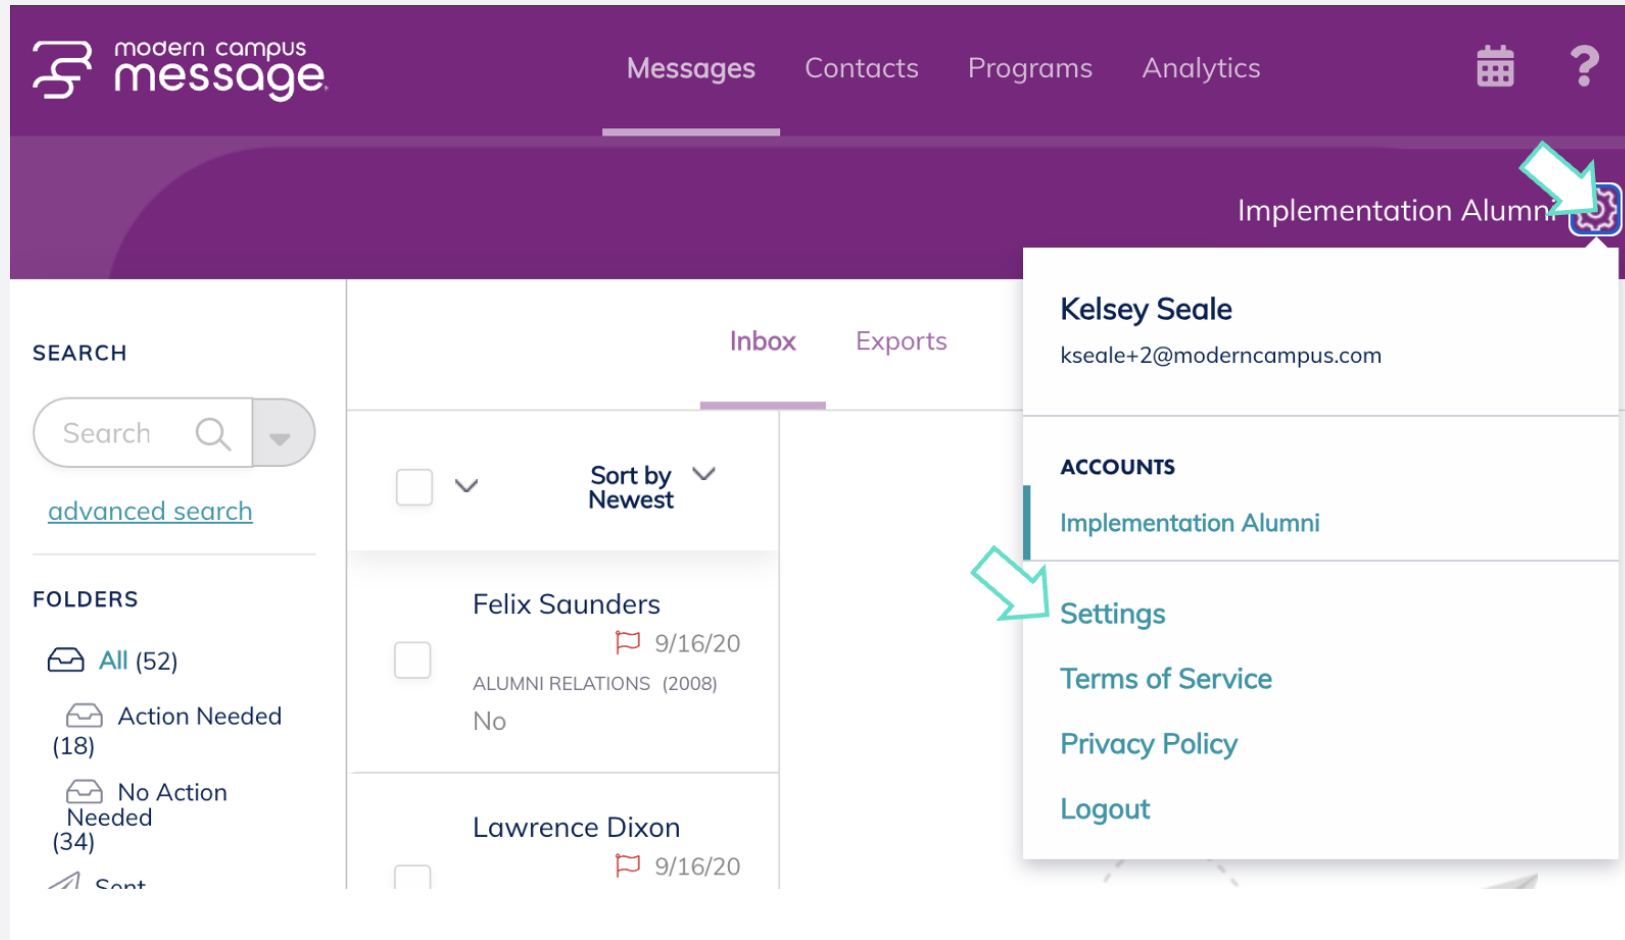 modern campus
message
Messages
Contacts
Programs
Analytics
?
Implementation Alumni
Kelsey Seale
kseale+2@moderncampus.com
ACCOUNTS
Implementation Alumni
Settings
Terms of Service
Privacy Policy
Logout
SEARCH
Search
advanced search
FOLDERS
All (52)
Action Needed
(18)
No Action
Needed
(34)
Sent
Inbox
Exports
Sort by
Newest
Felix Saunders
9/16/20
ALUMNI RELATIONS (2008)
No
Lawrence Dixon
9/16/20